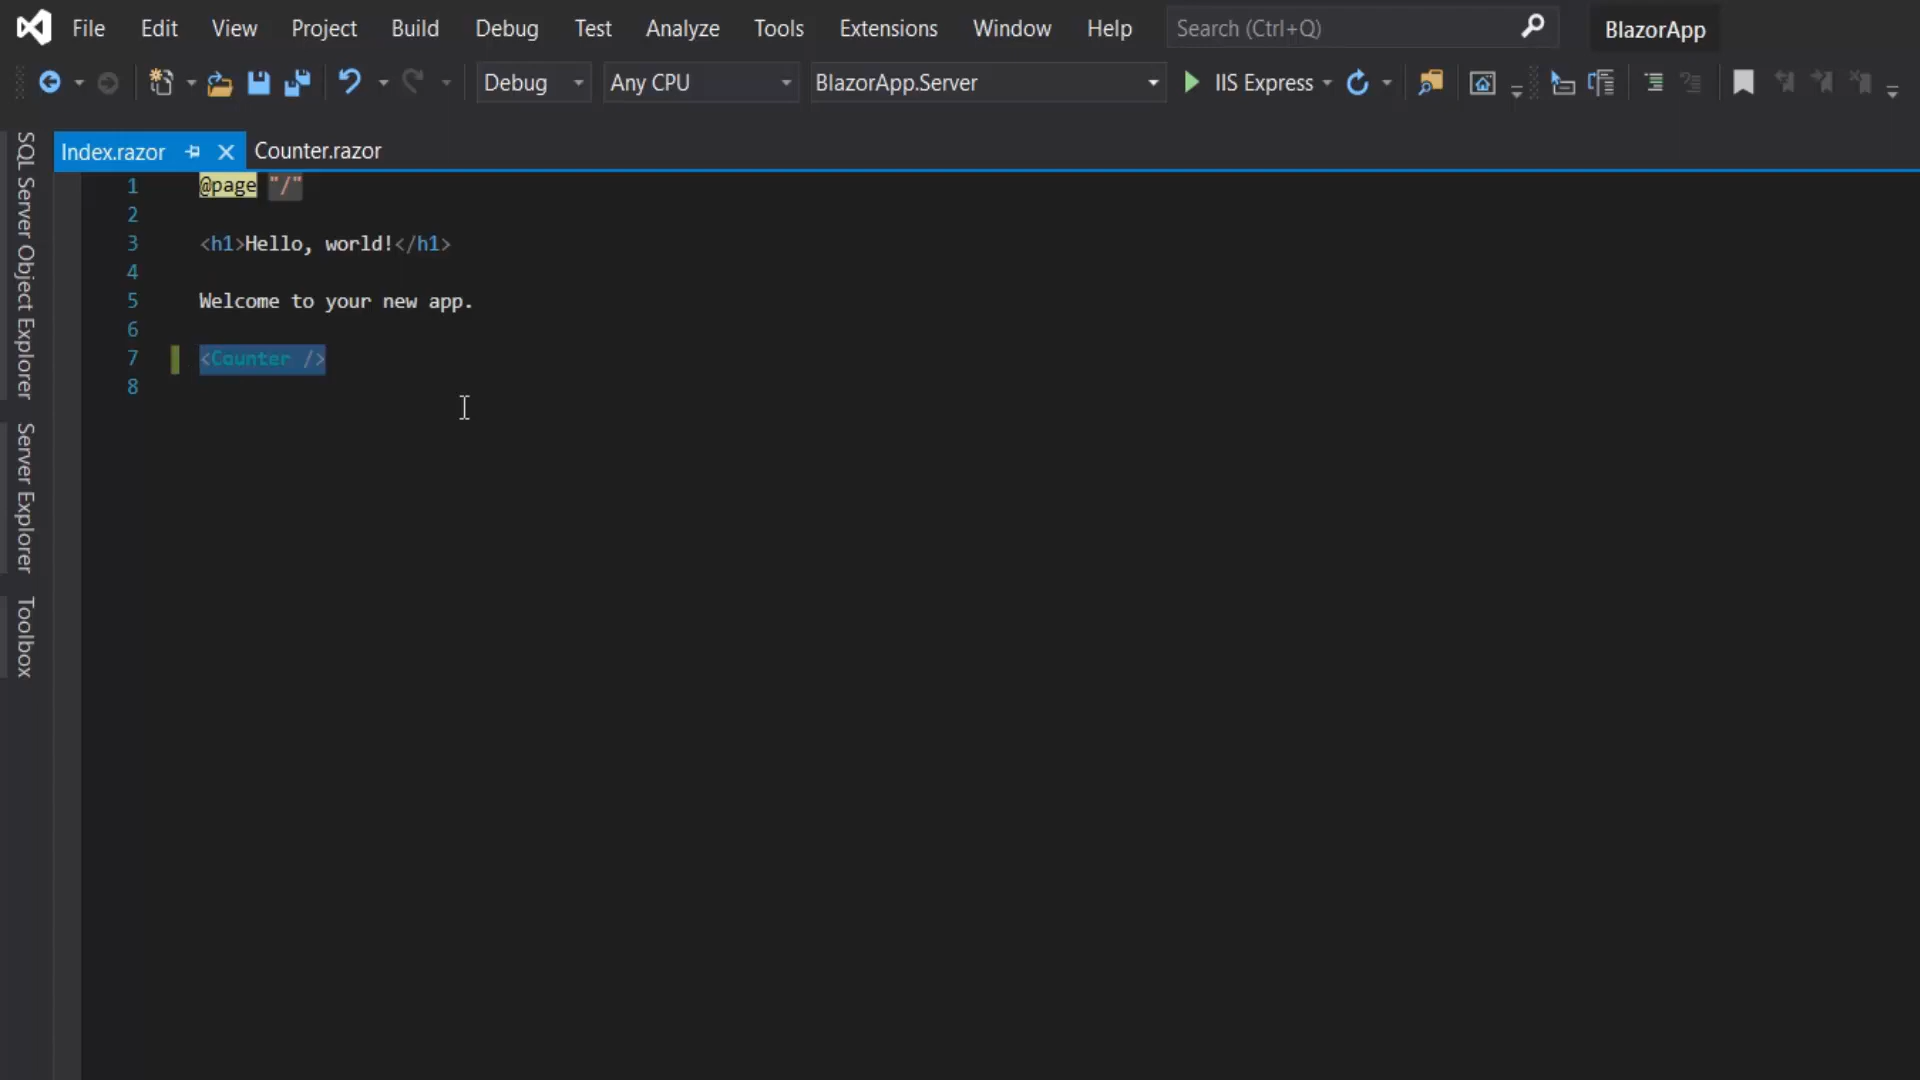 File Edit View Project Build Debug Test Analyze Tools Extensions Window Help Search (Ctrl+Q) BlazorApp
Debug Any CPU BlazorApp.Server IIS Express
SQL Server Object Explorer
Server Explorer
Toolbox
Index.razor Counter.razor
1 @page "/"
2
3 <h1>Hello, world!</h1>
4
5 Welcome to your new app.
6
7 <Counter />
8